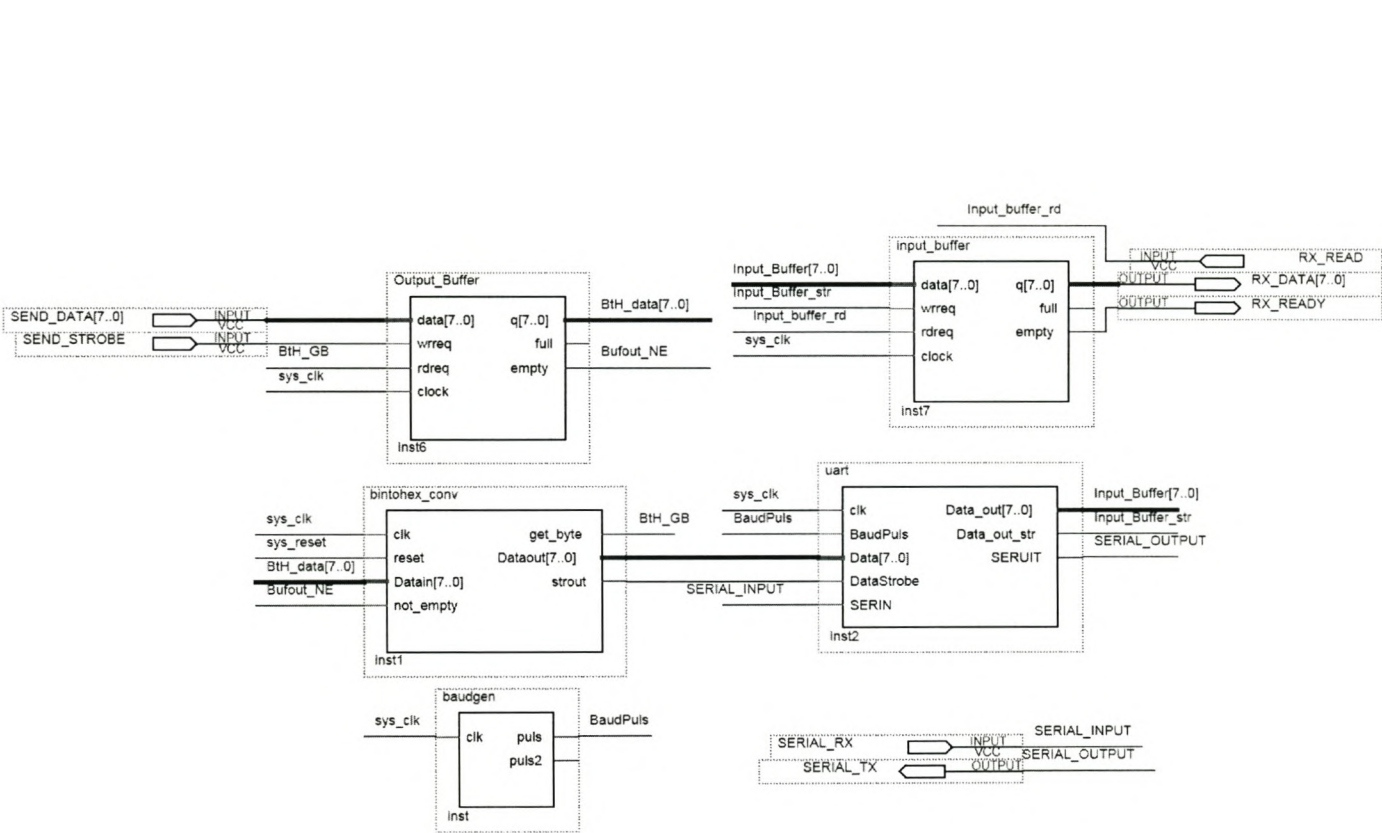 Input_buffer_rd
input_buffer
INPUT
VCC
RX_READ
Input_Buffer[7..0]
data[7..0]
q[7..0]
OUTPUT
RX_DATA[7..0]
Input_Buffer_str
wrreq
full
OUTPUT
RX_READY
Input_buffer_rd
rdreq
empty
sys_clk
clock
inst7
Output_Buffer
SEND_DATA[7..0]
INPUT
VCC
data[7..0]
q[7..0]
BtH_data[7..0]
SEND_STROBE
INPUT
VCC
wrreq
full
BtH_GB
rdreq
empty
Bufout_NE
sys_clk
clock
inst6
bintohex_conv
sys_clk
clk
get_byte
BtH_GB
sys_reset
reset
Dataout[7..0]
BtH_data[7..0]
Datain[7..0]
strout
Bufout_NE
not_empty
inst1
uart
sys_clk
clk
Data_out[7..0]
Input_Buffer[7..0]
BaudPuls
BaudPuls
Data_out_str
Input_Buffer_str
Data[7..0]
SERUIT
SERIAL_OUTPUT
DataStrobe
SERIAL_INPUT
SERIN
inst2
baudgen
sys_clk
clk
puls
BaudPuls
puls2
inst
SERIAL_RX
INPUT
VCC
SERIAL_INPUT
SERIAL_TX
OUTPUT
SERIAL_OUTPUT